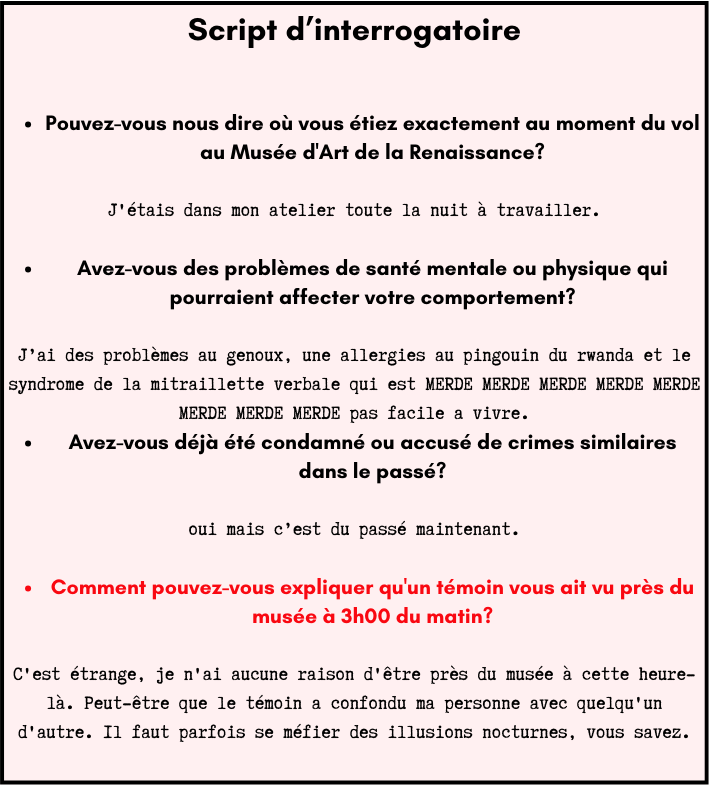 Script d’interrogatoire
• Pouvez-vous nous dire où vous étiez exactement au moment du vol
au Musée d'Art de la Renaissance?
J'étais dans mon atelier toute la nuit à travailler.
• Avez-vous des problèmes de santé mentale ou physique qui
pourraient affecter votre comportement?
J’ai des problèmes au genoux, une allergies au pingouin du rwanda et le
syndrome de la mitraillette verbale qui est MERDE MERDE MERDE MERDE MERDE
MERDE MERDE MERDE pas facile a vivre.
• Avez-vous déjà été condamné ou accusé de crimes similaires
dans le passé?
oui mais c’est du passé maintenant.
• Comment pouvez-vous expliquer qu'un témoin vous ait vu près du
musée à 3h00 du matin?
C'est étrange, je n'ai aucune raison d'être près du musée à cette heure-
là. Peut-être que le témoin a confondu ma personne avec quelqu'un
d'autre. Il faut parfois se méfier des illusions nocturnes, vous savez.